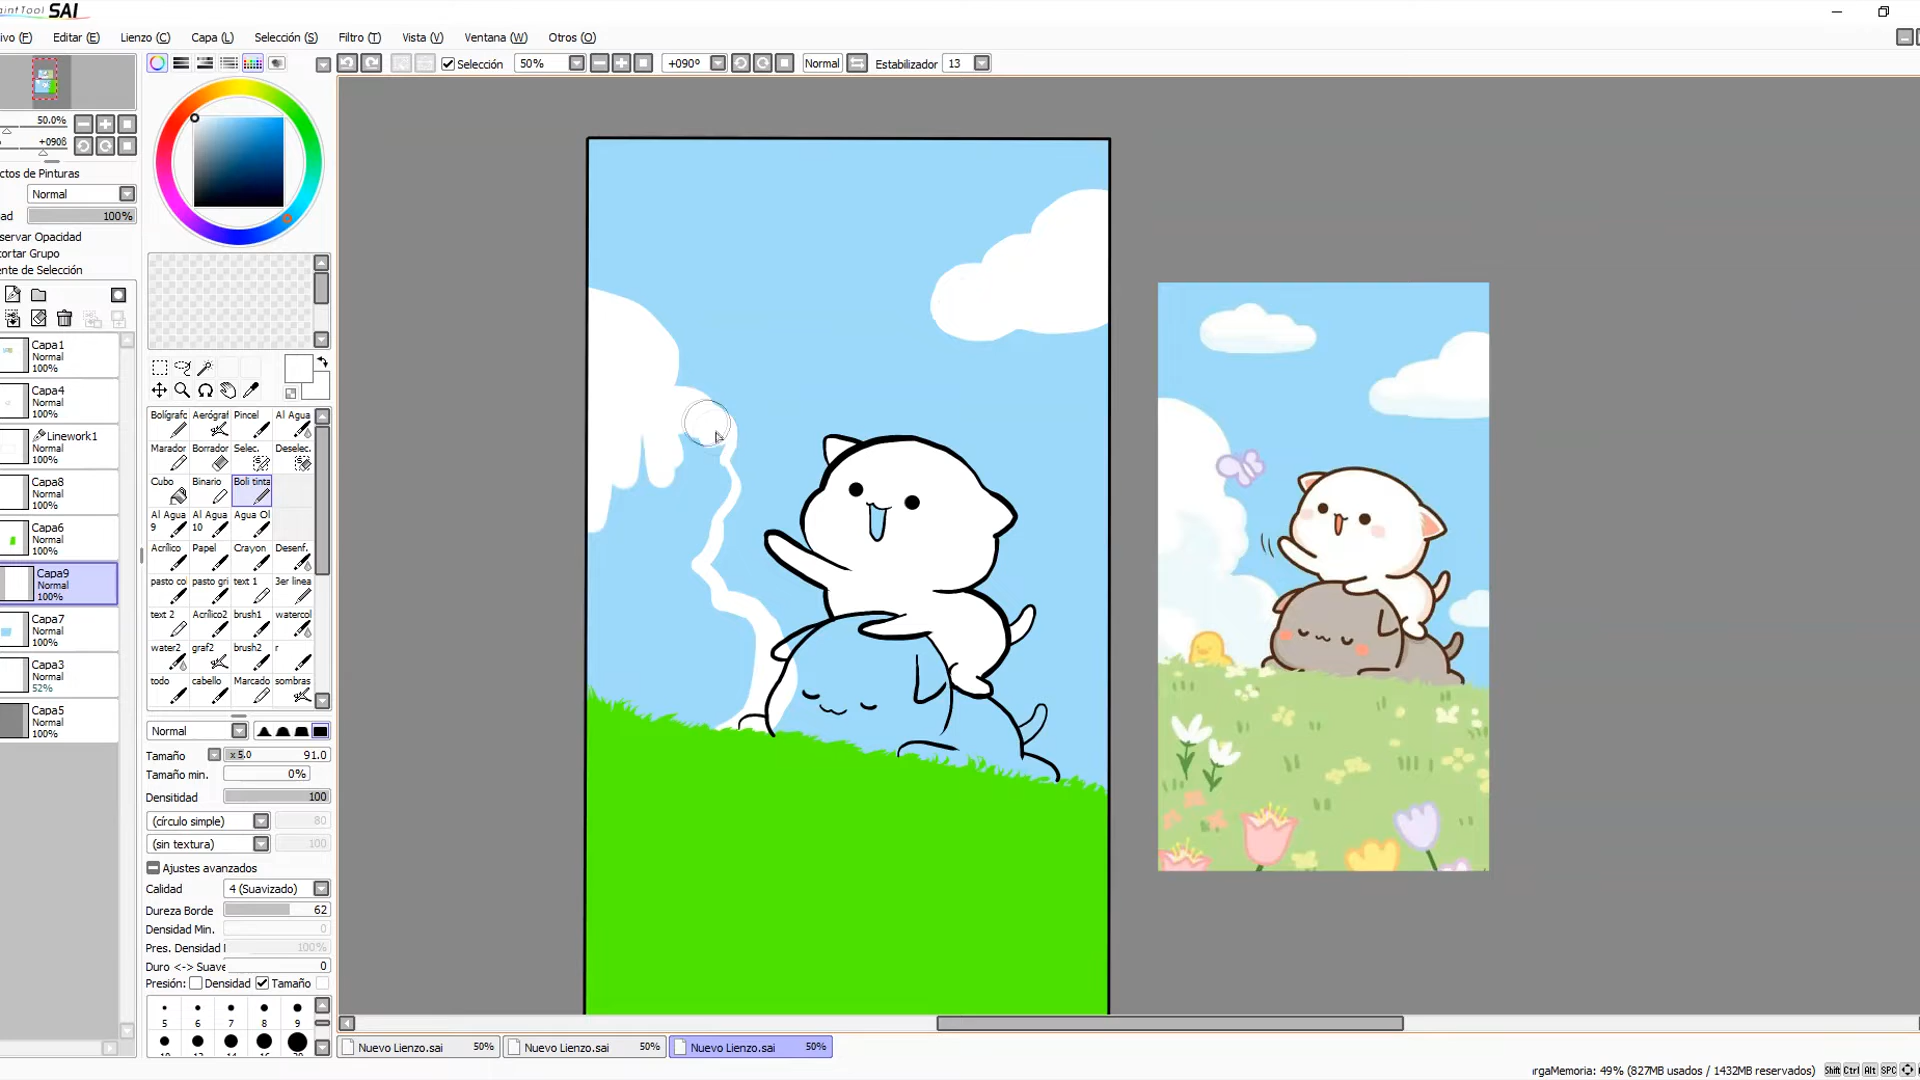 aintTool SAI
ivo (F) Editar (E) Lienzo (C) Capa (L) Selección (S) Filtro (T) Vista (V) Ventana (W) Otros (O)
Selección 50% +090º Normal Estabilizador 13
50.0%
+090ß
ctos de Pinturas
Normal
ad 100%
servar Opacidad
cortar Grupo
ente de Selección
Capa1
Normal
100%
Capa4
Normal
100%
Linework1
Normal
100%
Capa8
Normal
100%
Capa6
Normal
100%
Capa9
Normal
100%
Capa7
Normal
100%
Capa3
Normal
52%
Capa5
Normal
100%
Bolígrafo Aerógraf Pincel Al Agua
Marador Borrador Selec. Deselec.
Cubo Binario Boli tinta
Al Agua 9 Al Agua 10 Agua Ol
Acrílico Papel Crayon Desenf.
pasto col pasto gri text 1 3er linea
text 2 Acrílico2 brush1 watercol
water2 graf2 brush2 r
todo cabello Marcado sombras
Normal
Tamaño x 5.0 91.0
Tamaño min. 0%
Densitidad 100
(círculo simple) 80
(sin textura) 100
Ajustes avanzados
Calidad 4 (Suavizado)
Dureza Borde 62
Densidad Min. 0
Pres. Densidad 100%
Duro <-> Suave 0
Presión: Densidad Tamaño
5 6 7 8 9
Nuevo Lienzo.sai 50% Nuevo Lienzo.sai 50% Nuevo Lienzo.sai 50%
rgaMemoria: 49% (827MB usados / 1432MB reservados) Shift Ctrl Alt SPC